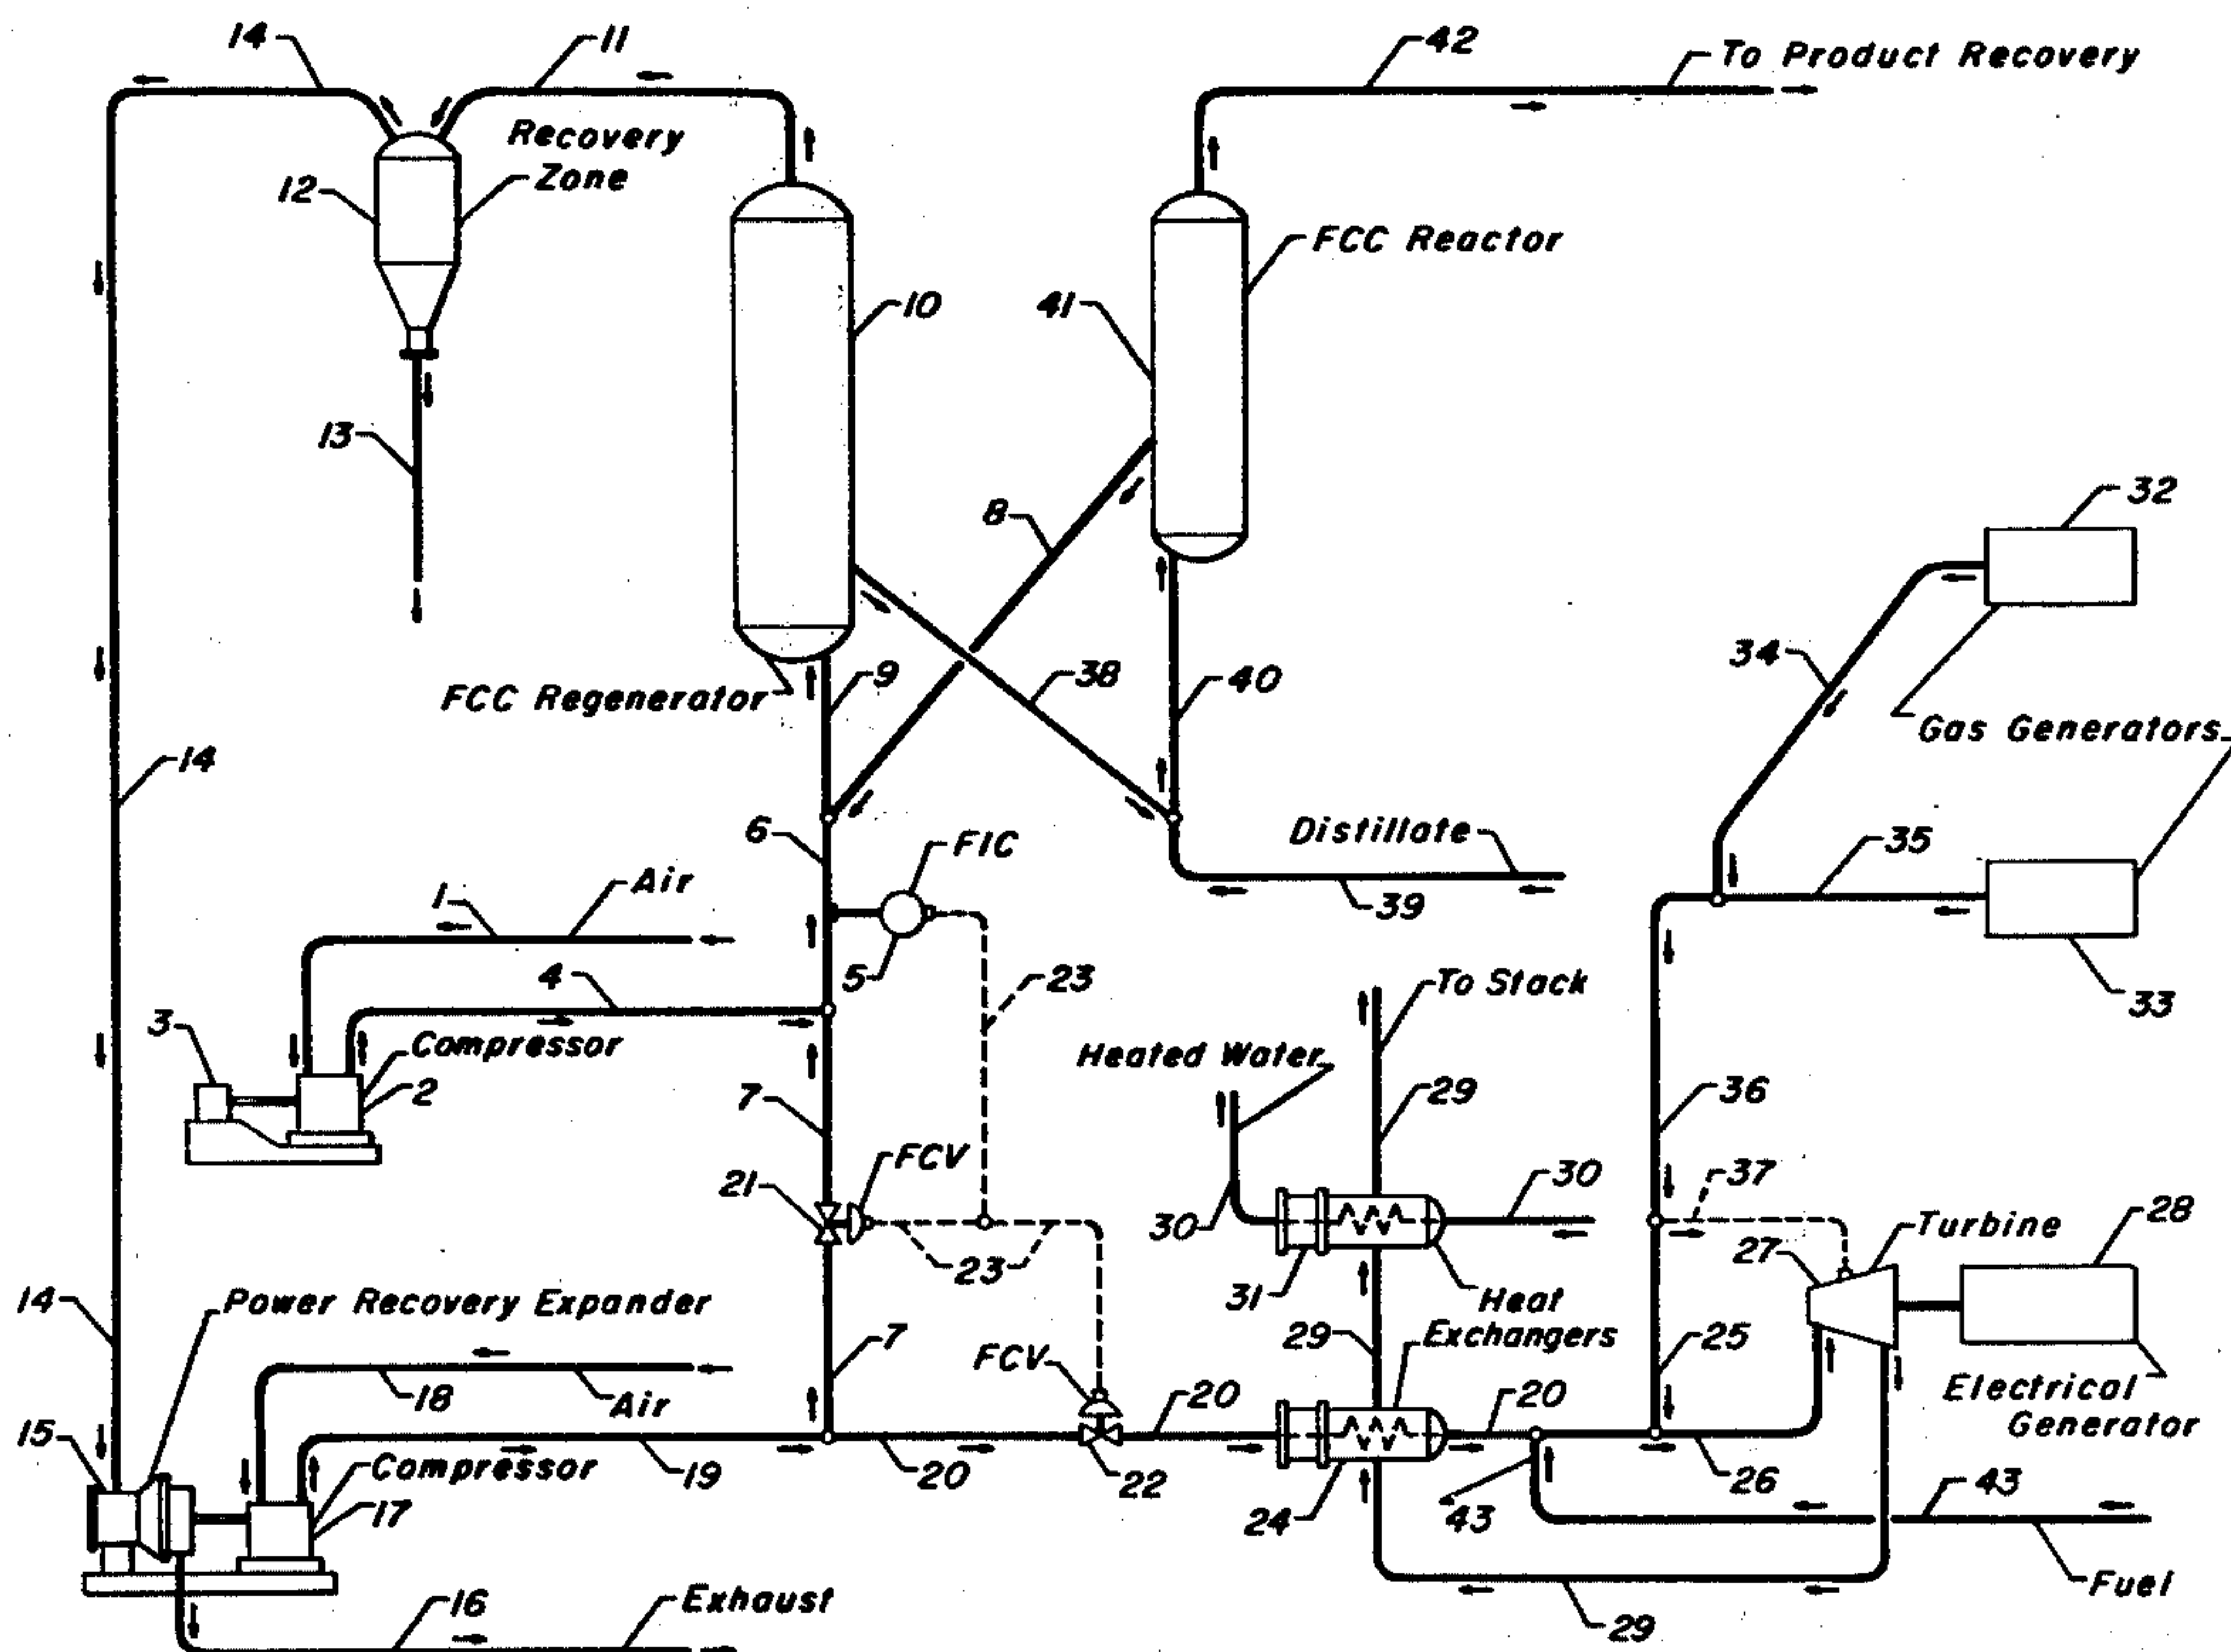 14
11
42
To Product Recovery
Recovery
Zone
12
FCC Reactor
10
41
13
8
32
34
9
38
40
FCC Regenerator
Gas Generators
14
6
FIC
Distillate
35
1
Air
5
39
4
23
To Stack
33
3
Compressor
2
Heated Water
7
29
36
FCV
21
30
30
37
Turbine
28
23
31
27
14
Power Recovery Expander
7
Heat
Exchangers
29
25
FCV
18
Air
20
20
Electrical
Generator
15
Compressor
19
20
22
26
17
24
43
43
Fuel
16
Exhaust
29